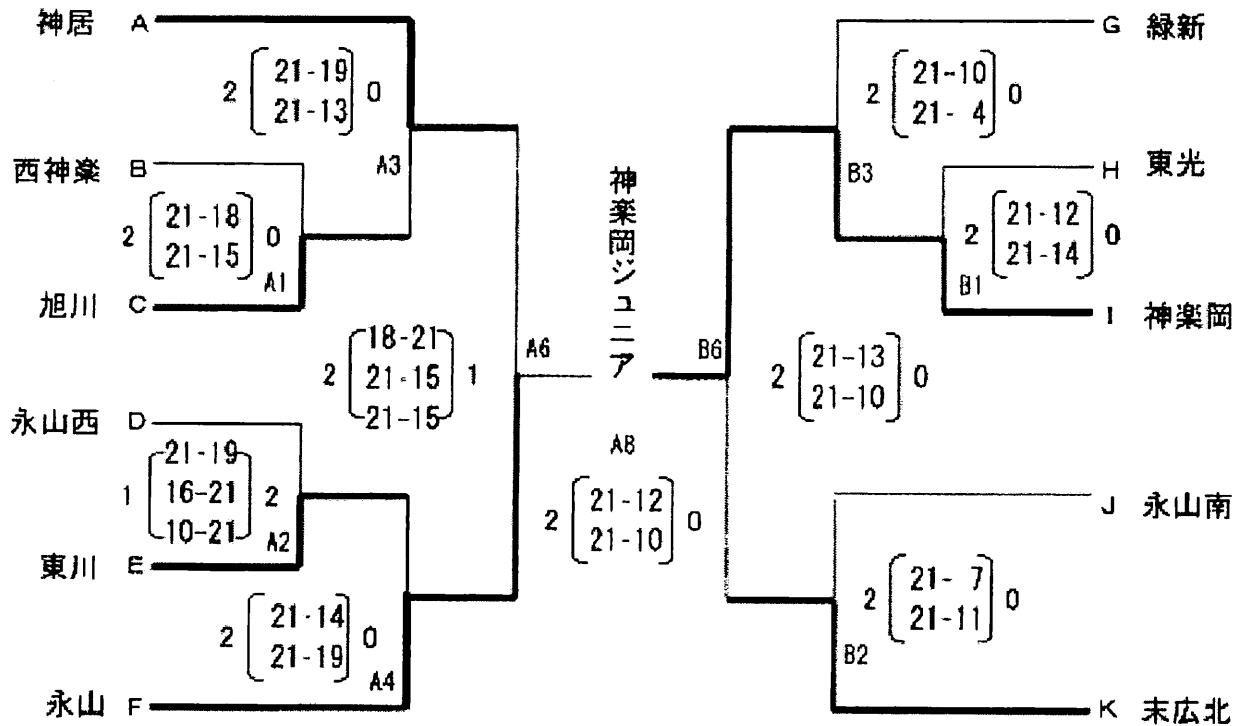 神居 A
2 21-19 0
21-13
A3
西神楽 B
2 21-18 0
21-15
A1
旭川 C
18-21
2 21-15 1
21-15
A6
永山西 D
21-19
1 16-21 2
10-21
A2
東川 E
2 21-14 0
21-19
A4
永山 F
神楽岡ジュニア
A8
2 21-12 0
21-10
G 緑新
2 21-10 0
21- 4
B3
H 東光
2 21-12 0
21-14
B1
I 神楽岡
B6
2 21-13 0
21-10
J 永山南
2 21- 7 0
21-11
B2
K 末広北